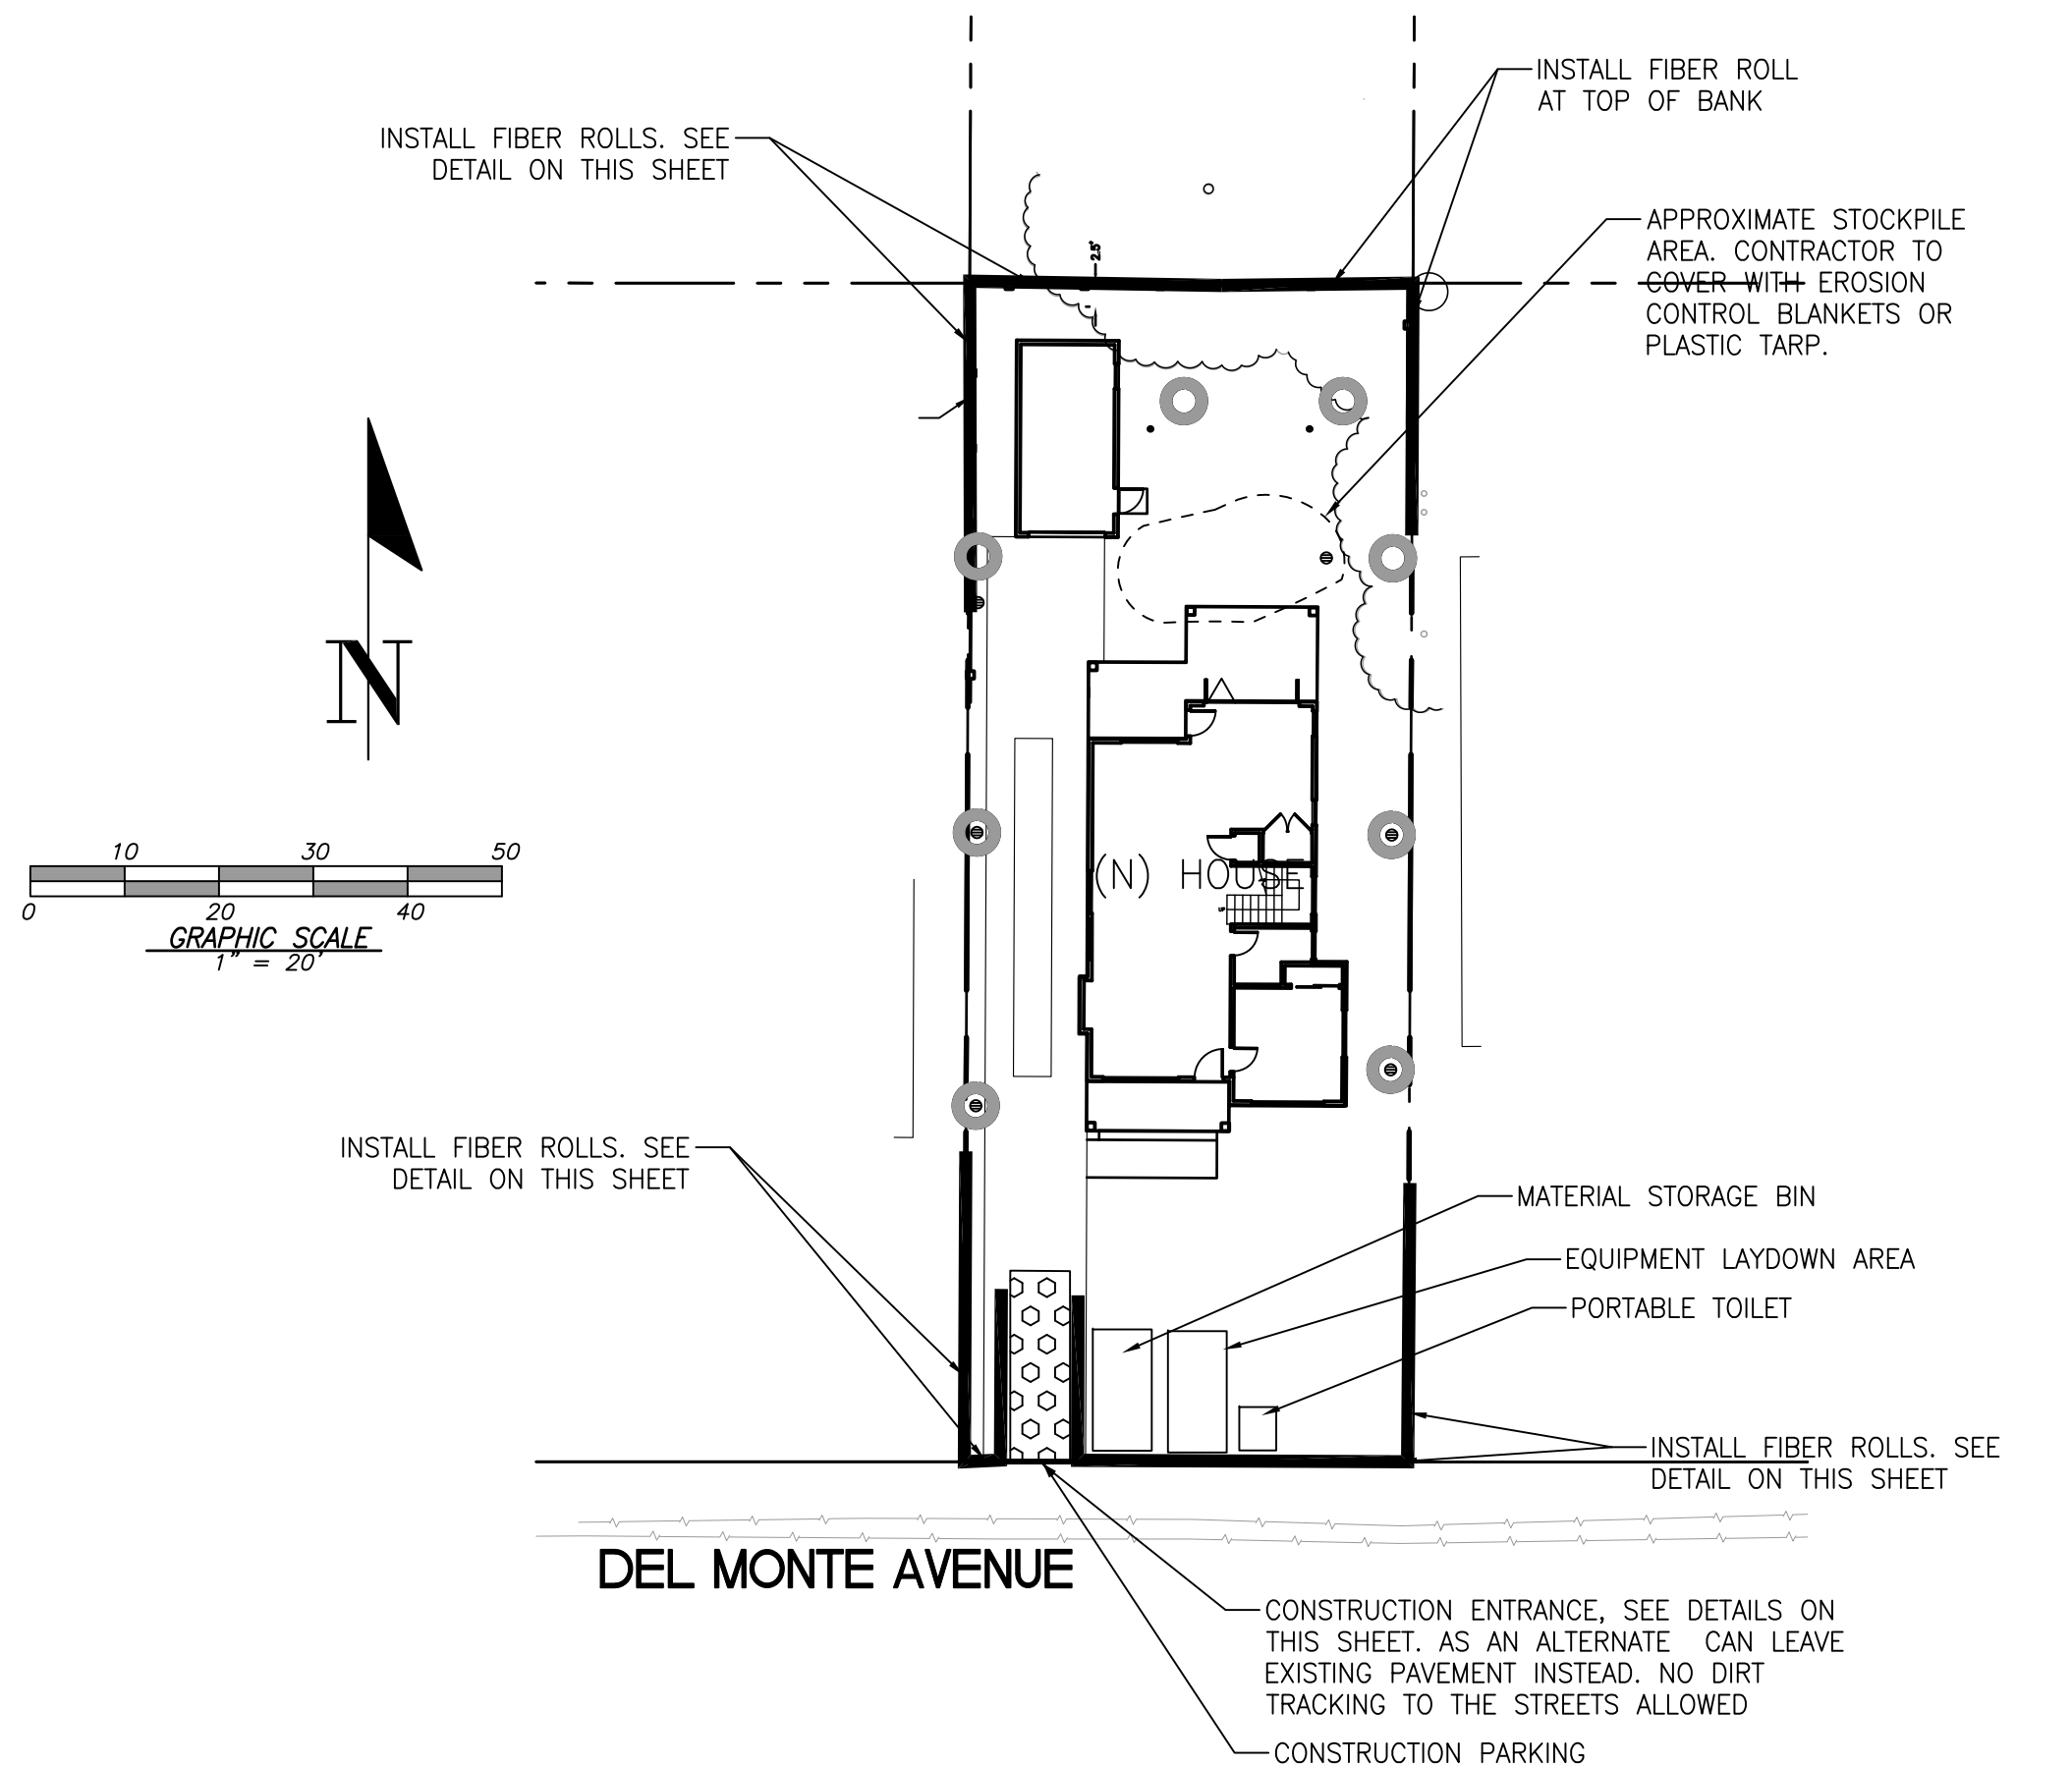 INSTALL FIBER ROLL
AT TOP OF BANK
INSTALL FIBER ROLLS. SEE
DETAIL ON THIS SHEET
APPROXIMATE STOCKPILE
AREA. CONTRACTOR TO
COVER WITH EROSION
CONTROL BLANKETS OR
PLASTIC TARP.
2.5'
N
10 30 50
0 20 40
GRAPHIC SCALE
1" = 20'
(N) HOUSE
UP
INSTALL FIBER ROLLS. SEE
DETAIL ON THIS SHEET
MATERIAL STORAGE BIN
EQUIPMENT LAYDOWN AREA
PORTABLE TOILET
INSTALL FIBER ROLLS. SEE
DETAIL ON THIS SHEET
DEL MONTE AVENUE
CONSTRUCTION ENTRANCE, SEE DETAILS ON
THIS SHEET. AS AN ALTERNATE CAN LEAVE
EXISTING PAVEMENT INSTEAD. NO DIRT
TRACKING TO THE STREETS ALLOWED
CONSTRUCTION PARKING